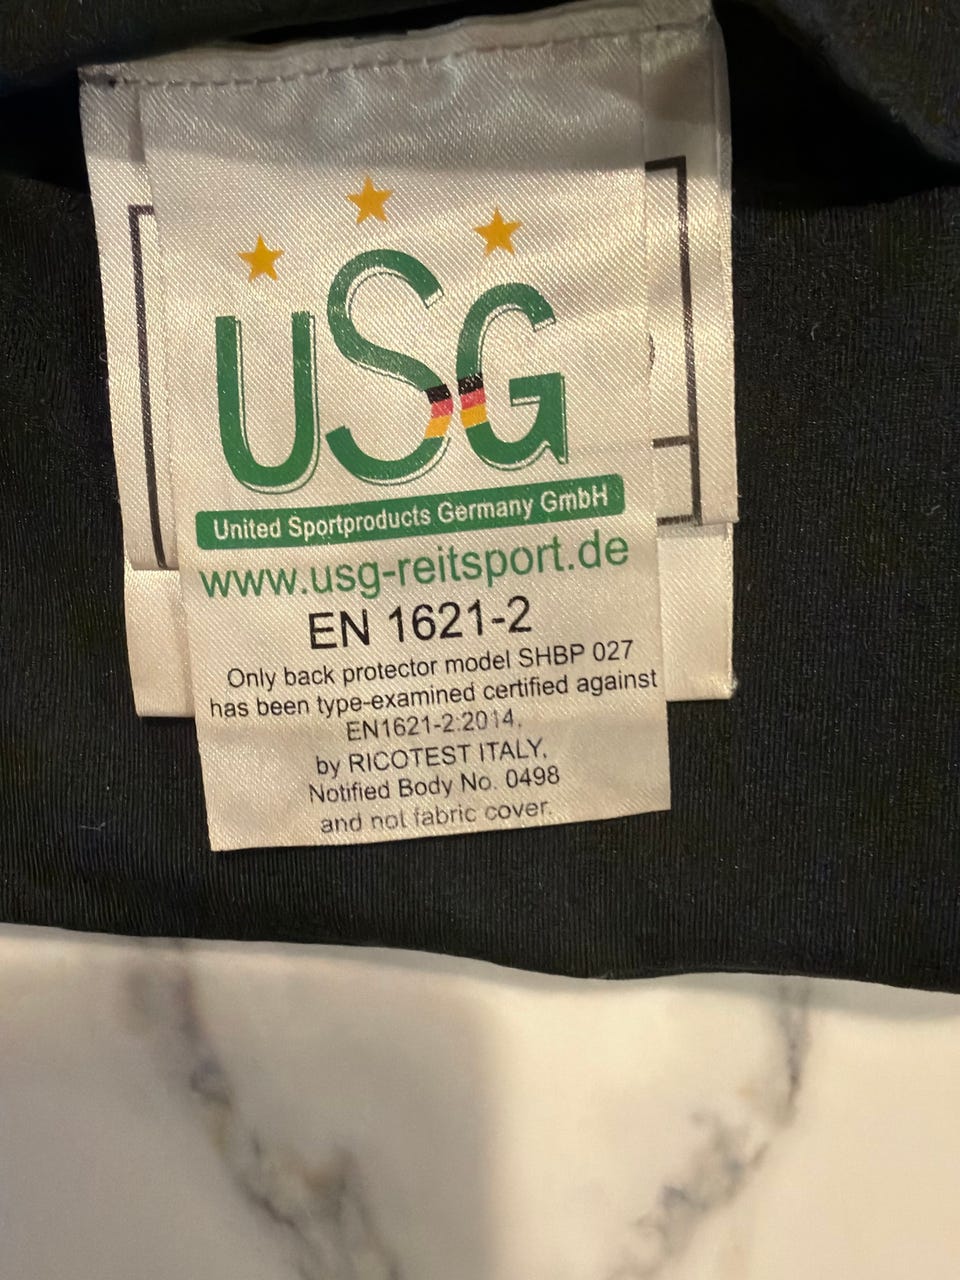 USG
United Sportproducts Germany GmbH
www.usg-reitsport.de
EN 1621-2
Only back protector model SHBP 027
has been type-examined certified against
EN1621-2:2014,
by RICOTEST ITALY,
Notified Body No. 0498
and not fabric cover.